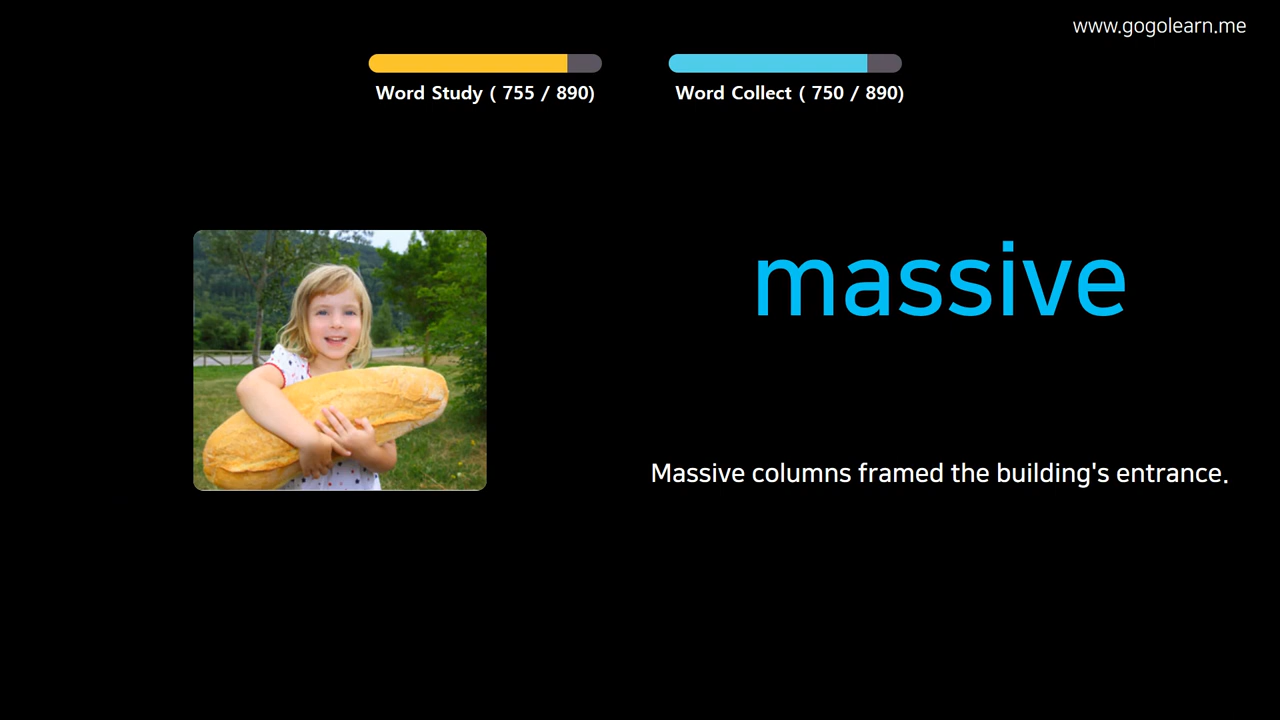 www.gogolearn.me
Word Study ( 755 / 890)
Word Collect ( 750 / 890)
massive
Massive columns framed the building's entrance.